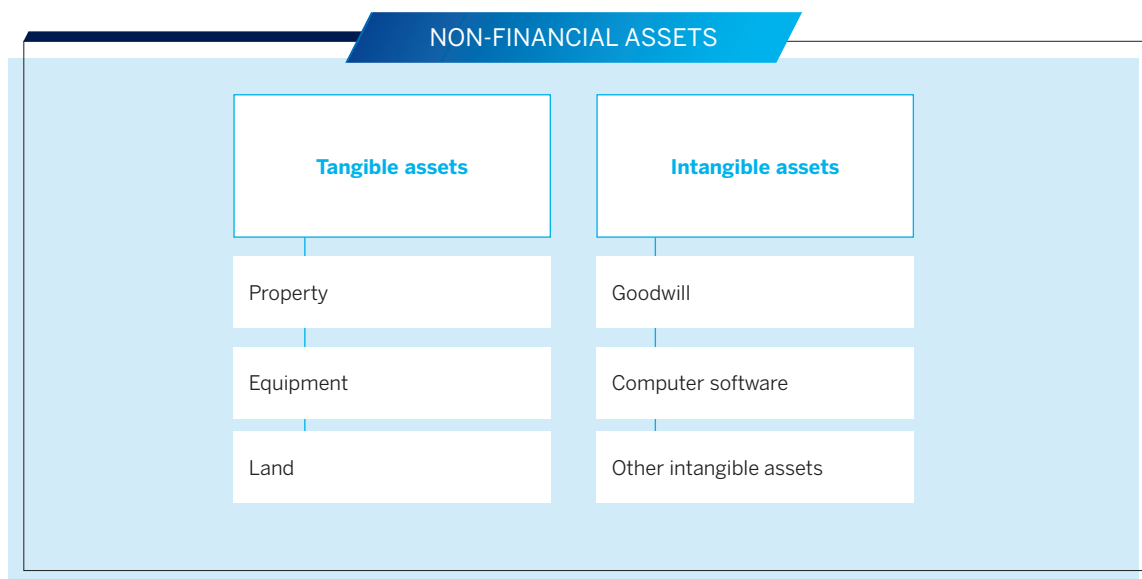 NON-FINANCIAL ASSETS
Tangible assets
Property
Equipment
Land
Intangible assets
Goodwill
Computer software
Other intangible assets